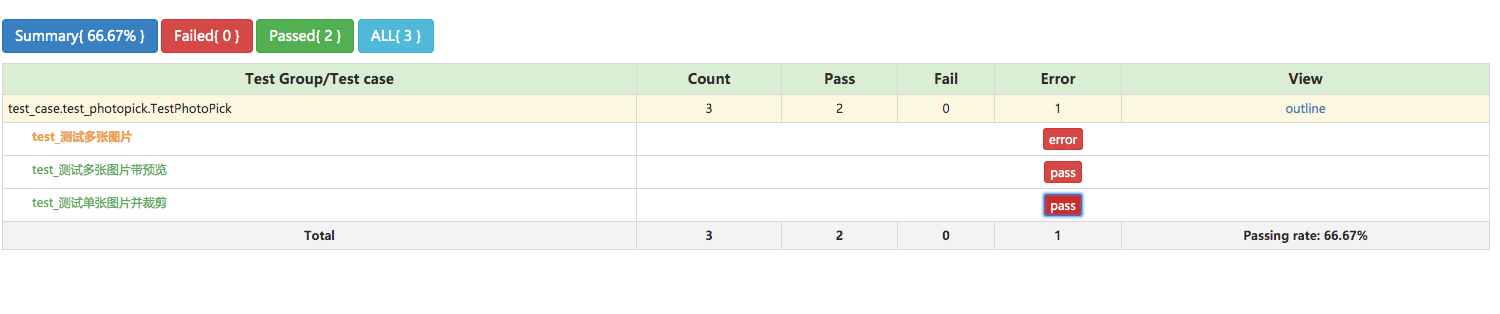 Summary{ 66.67% } Failed{ 0 } Passed{ 2 } ALL{ 3 }
Test Group/Test case Count Pass Fail Error View
test_case.test_photopick.TestPhotoPick 3 2 0 1 outline
test_测试多张图片 error
test_测试多张图片带预览 pass
test_测试单张图片并裁剪 pass
Total 3 2 0 1 Passing rate: 66.67%